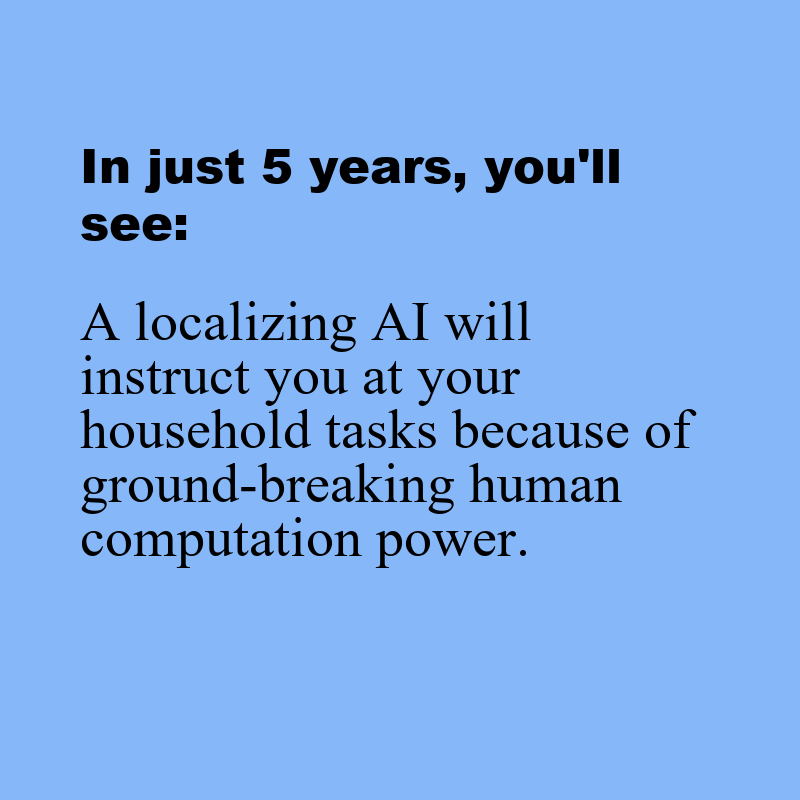 In just 5 years, you'll
see:
A localizing AI will
instruct you at your
household tasks because of
ground-breaking human
computation power.